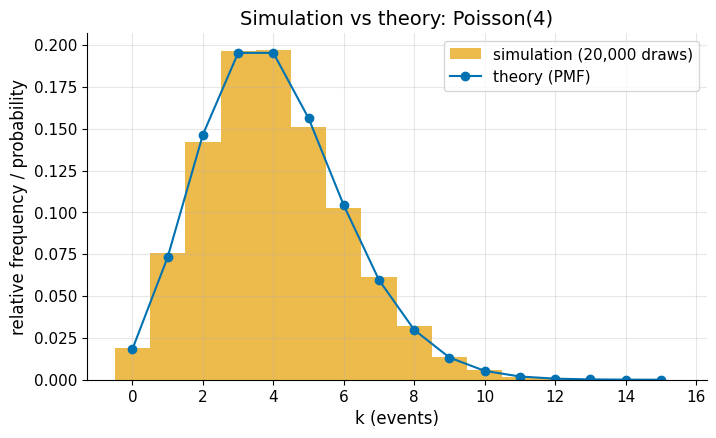 Simulation vs theory: Poisson(4)
simulation (20,000 draws)
theory (PMF)
relative frequency / probability
0.200
0.175
0.150
0.125
0.100
0.075
0.050
0.025
0.000
0 2 4 6 8 10 12 14 16
k (events)